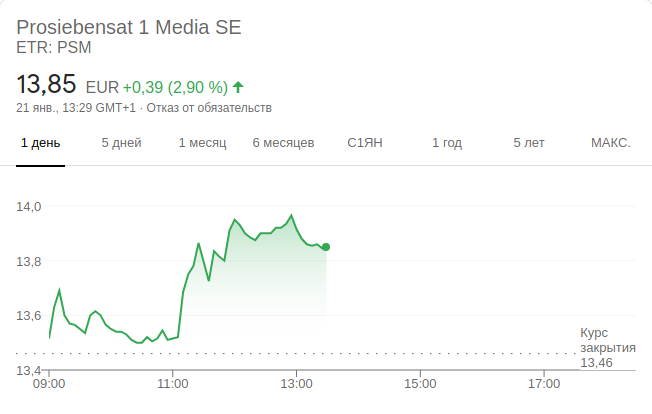 Prosiebensat 1 Media SE
ETR: PSM
13,85 EUR +0,39 (2,90 %)
21 янв., 13:29 GMT+1 · Отказ от обязательств
1 день 5 дней 1 месяц 6 месяцев С1ЯН 1 год 5 лет МАКС.
14,0
13,8
13,6
Курс
закрытия
13,46
13,4
09:00 11:00 13:00 15:00 17:00